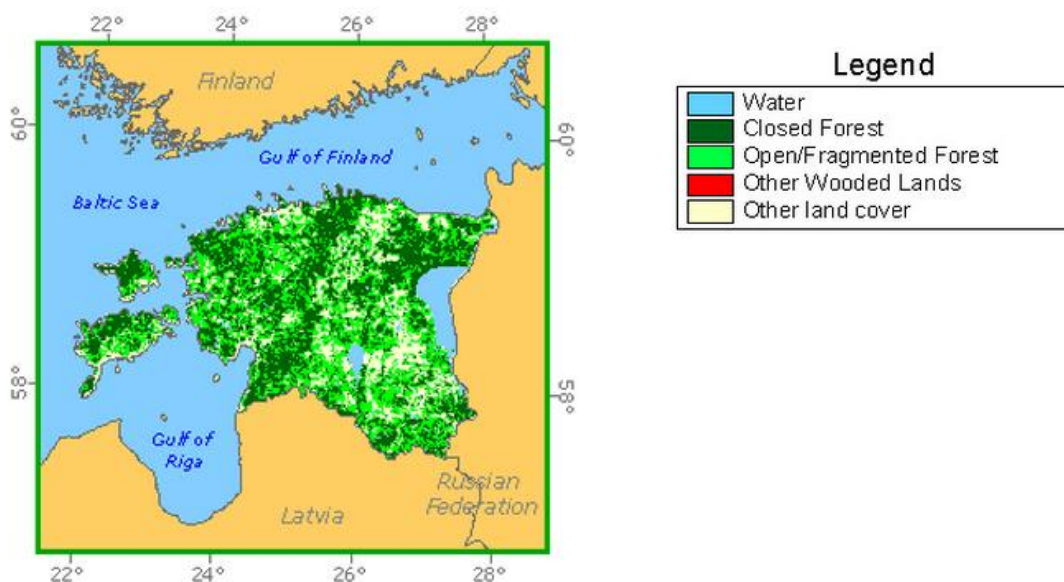 22° 24° 26° 28°
Finland
60°
60°
Gulf of Finland
Baltic Sea
58°
58°
Gulf of
Riga
Russian
Federation
Latvia
22° 24° 26° 28°
Legend
Water
Closed Forest
Open/Fragmented Forest
Other Wooded Lands
Other land cover